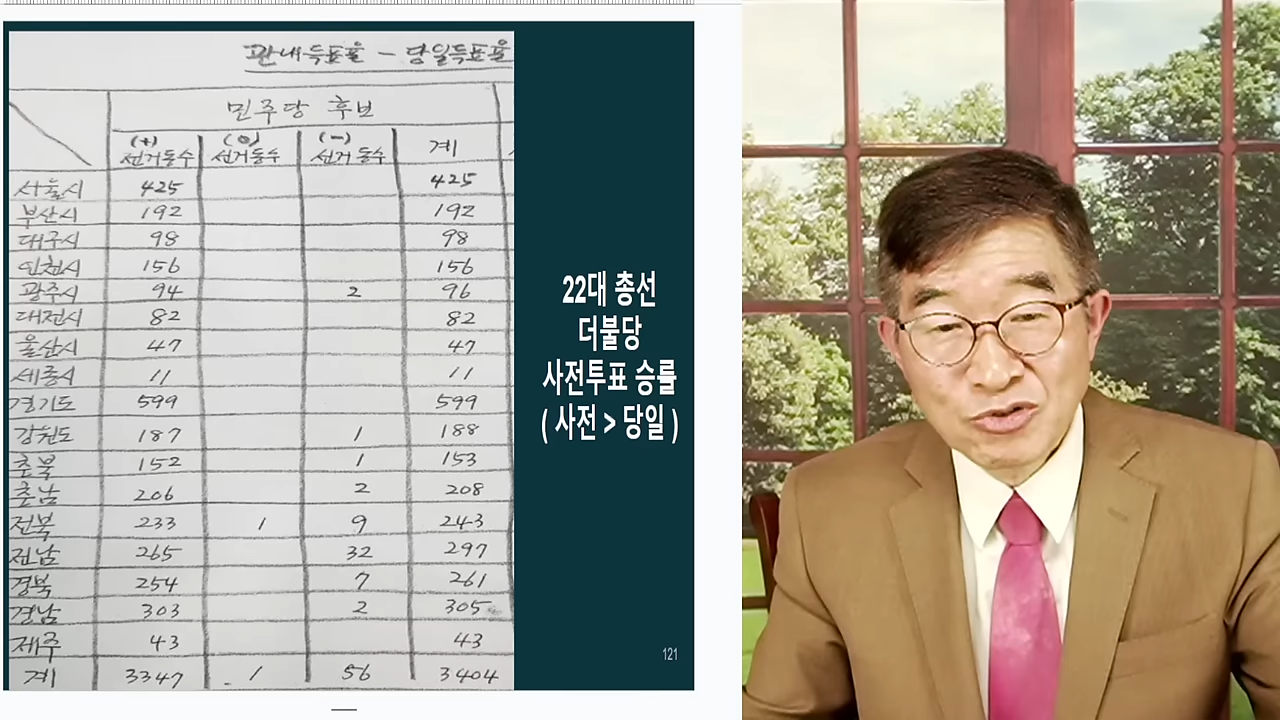 관내득표율 - 당일득표율
민주당 후보
(+) (0) (-)
선거동수 선거동수 선거동수 계
서울시 425 425
부산시 192 192
대구시 98 98
인천시 156 156
광주시 94 2 96
대전시 82 82
울산시 47 47
세종시 11 11
경기도 599 599
강원도 187 1 188
충북 152 1 153
충남 206 2 208
전북 233 1 9 243
전남 265 32 297
경북 254 7 261
경남 303 2 305
제주 43 43
계 3347 1 56 3404
22대 총선
더불당
사전투표 승률
( 사전 > 당일 )
121